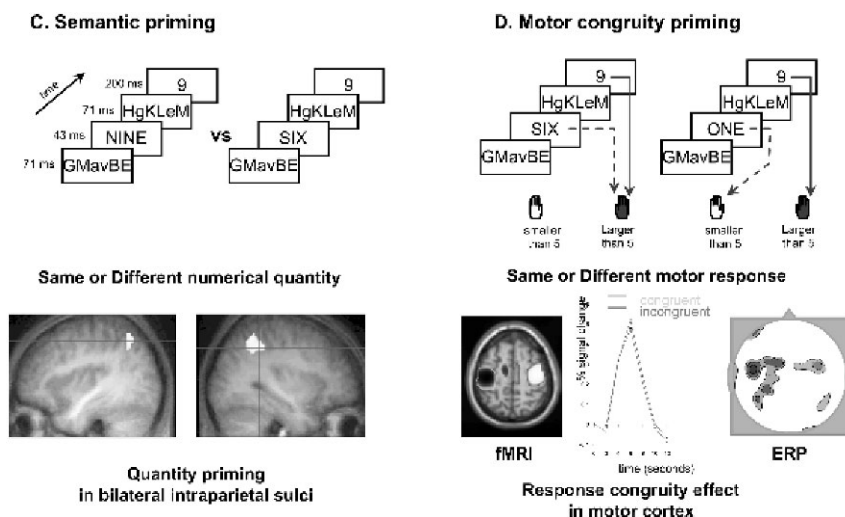 C. Semantic priming
time
200 ms
9
71 ms
HgKLeM
43 ms
NINE
71 ms
GMavBE
vs
9
HgKLeM
SIX
GMavBE
Same or Different numerical quantity
Quantity priming
in bilateral intraparietal sulci
D. Motor congruity priming
9
HgKLeM
SIX
GMavBE
smaller
than 5
Larger
than 5
9
HgKLeM
ONE
GMavBE
smaller
than 5
Larger
than 5
Same or Different motor response
congruent
incongruent
% signal change
time (seconds)
fMRI
ERP
Response congruity effect
in motor cortex